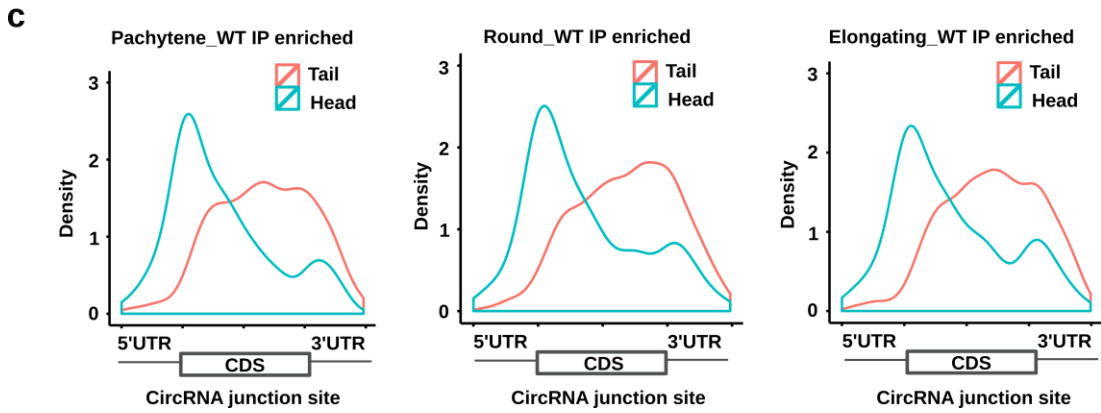 c
Pachytene_WT IP enriched
Tail
Head
3
2
1
0
Density
5'UTR
3'UTR
CDS
CircRNA junction site
Round_WT IP enriched
Tail
Head
3
2
1
0
Density
5'UTR
3'UTR
CDS
CircRNA junction site
Elongating_WT IP enriched
Tail
Head
3
2
1
0
Density
5'UTR
3'UTR
CDS
CircRNA junction site